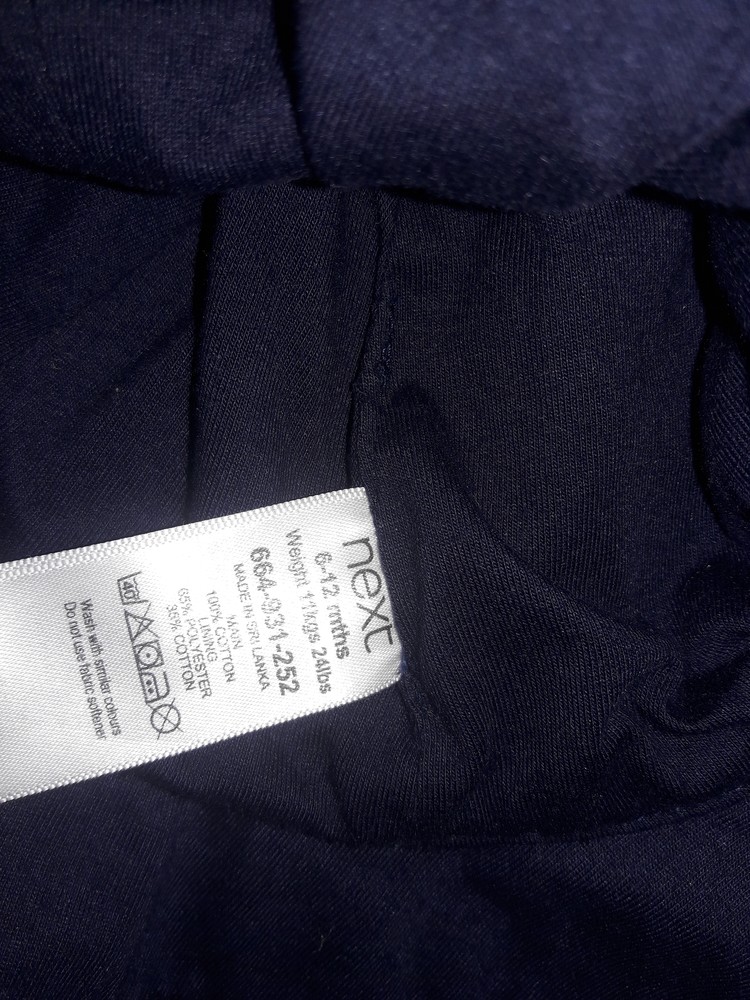 next
6-12 mths
Weight 11kgs 24lbs
664-931-252
MADE IN SRI LANKA
MAIN
100% COTTON
LINING
65% POLYESTER
35% COTTON
40
Wash with similar colours
Do not use fabric softener